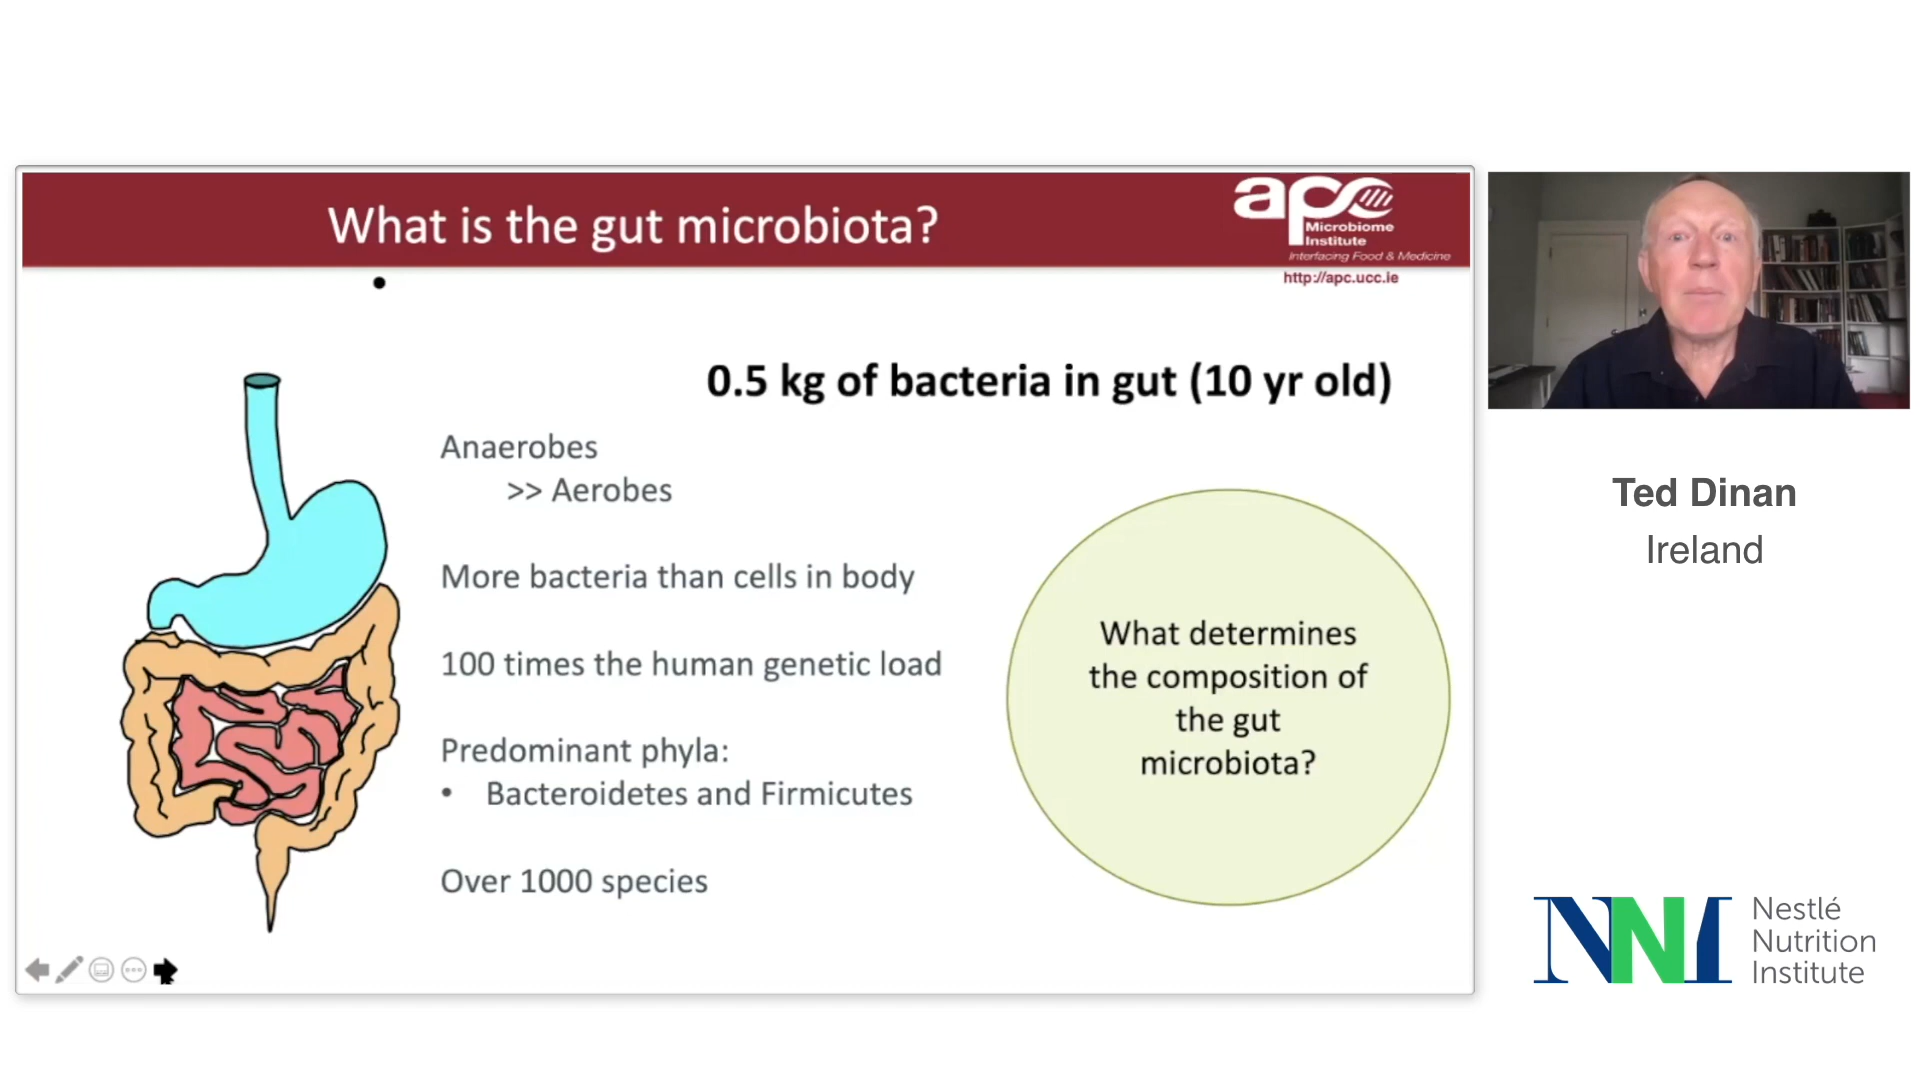 What is the gut microbiota?
apc
Microbiome
Institute
Interfacing Food & Medicine
http://apc.ucc.ie
•
0.5 kg of bacteria in gut (10 yr old)
Anaerobes
>> Aerobes
More bacteria than cells in body
100 times the human genetic load
Predominant phyla:
• Bacteroidetes and Firmicutes
Over 1000 species
What determines
the composition of
the gut
microbiota?
Ted Dinan
Ireland
NNI
Nestlé
Nutrition
Institute